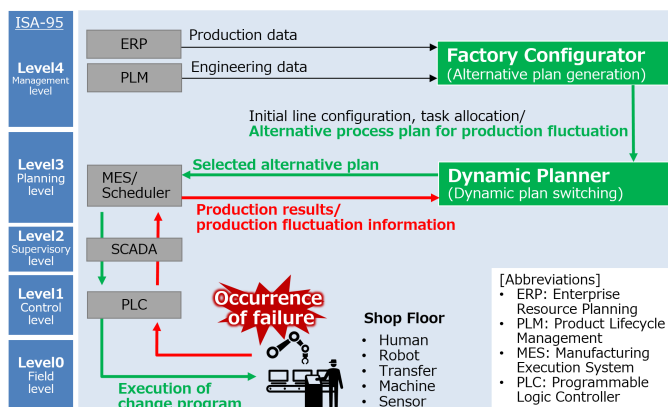 ISA-95
Level4
Management
level
Level3
Planning
level
Level2
Supervisory
level
Level1
Control
level
Level0
Field
level
ERP
Production data
PLM
Engineering data
Factory Configurator
(Alternative plan generation)
Initial line configuration, task allocation/
Alternative process plan for production fluctuation
MES/
Scheduler
Selected alternative plan
Dynamic Planner
(Dynamic plan switching)
Production results/
production fluctuation information
SCADA
PLC
Occurrence
of failure
Execution of
change program
Shop Floor
• Human
• Robot
• Transfer
• Machine
• Sensor
[Abbreviations]
• ERP: Enterprise
Resource Planning
• PLM: Product Lifecycle
Management
• MES: Manufacturing
Execution System
• PLC: Programmable
Logic Controller